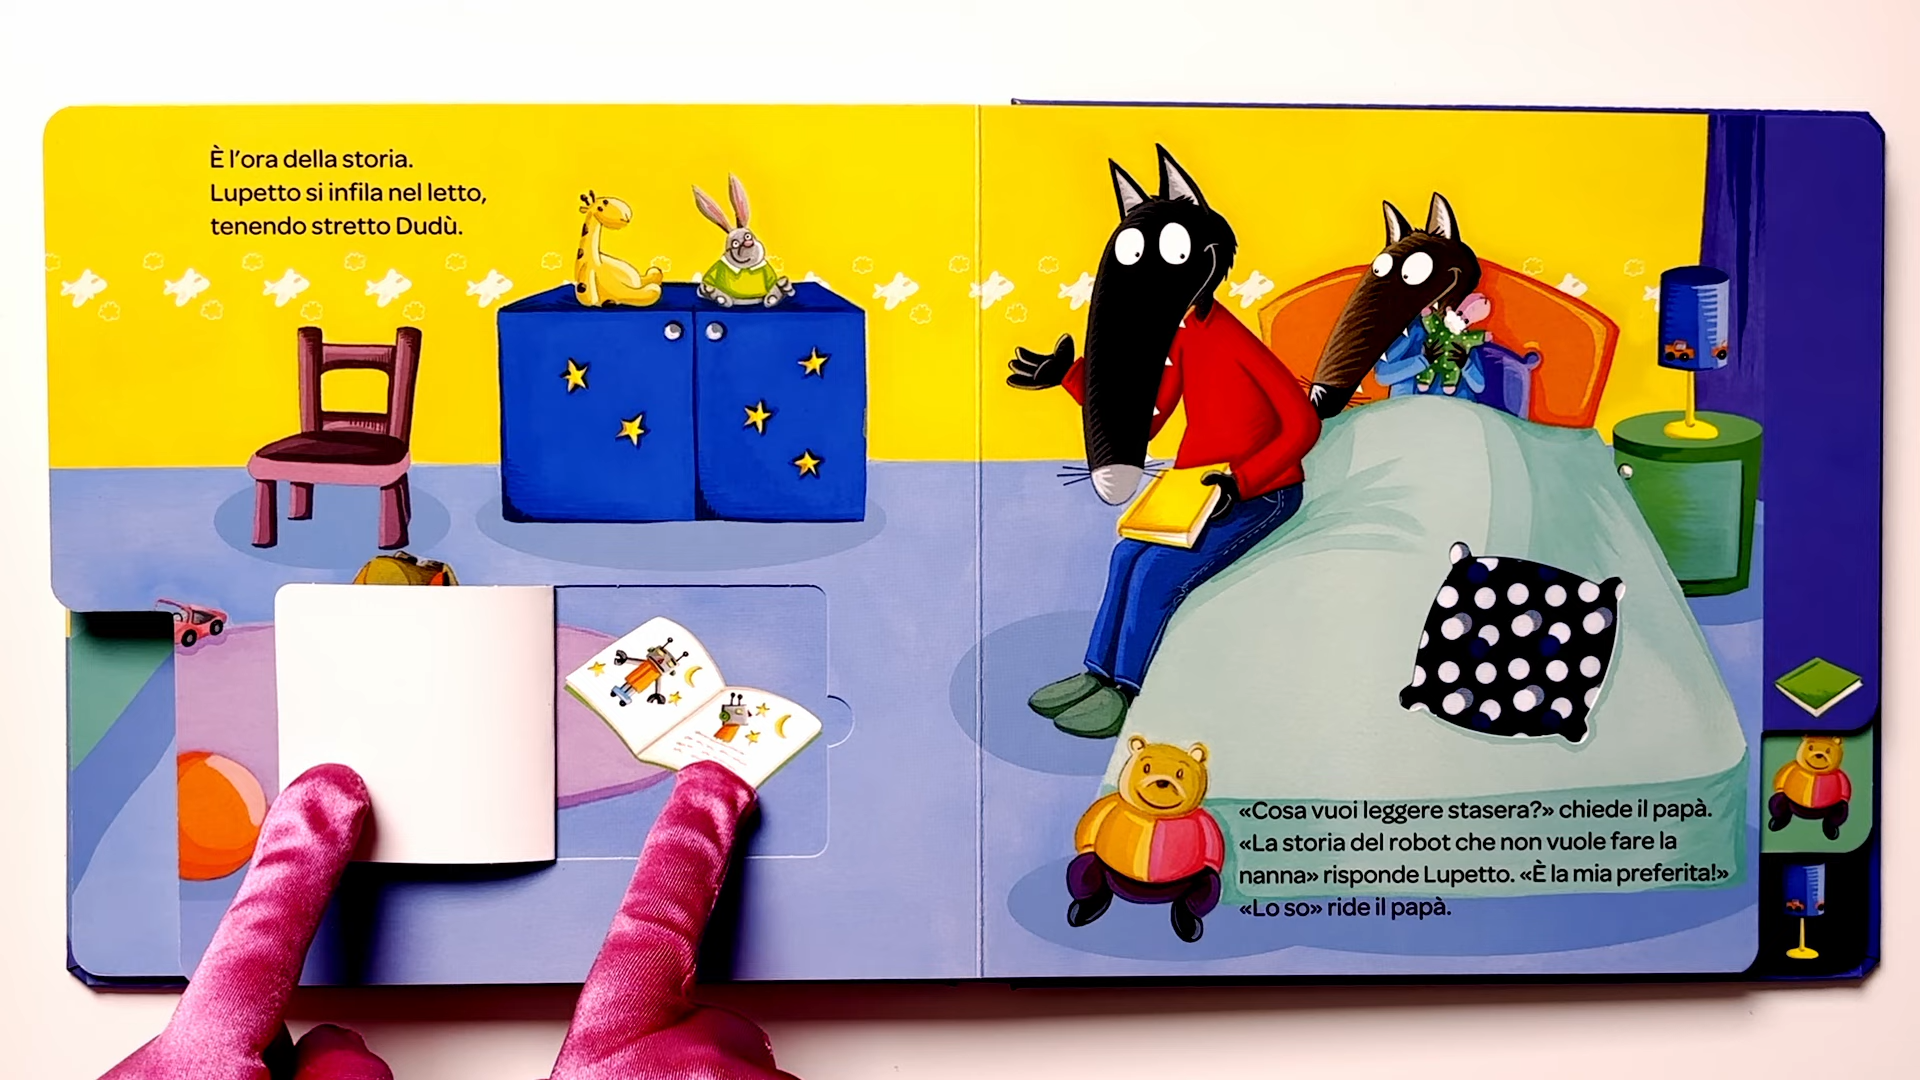 È l'ora della storia.
Lupetto si infila nel letto,
tenendo stretto Dudù.
«Cosa vuoi leggere stasera?» chiede il papà.
«La storia del robot che non vuole fare la
nanna» risponde Lupetto. «È la mia preferita!»
«Lo so» ride il papà.